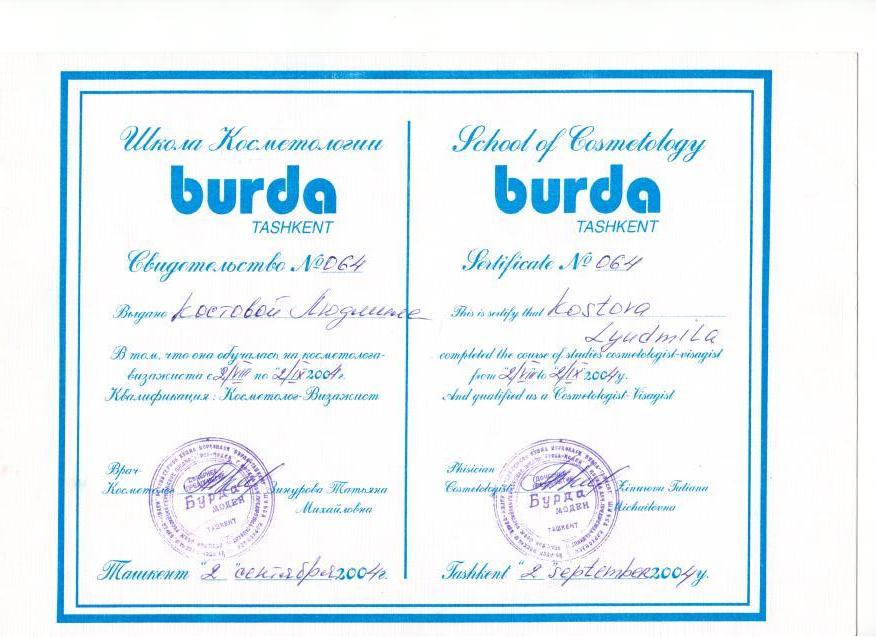 Школа Косметологии
burda
TASHKENT
Свидетельство № 064
Выдано Костовой Людмиле
В том, что она обучалась на косметолога-
визажиста с 2/VIII по 2/IX 2004г.
Квалификация: Косметолог-Визажист
Врач-
Косметолог Зинурова Татьяна
Михайловна
Бурда
МОДЕН
ТАШКЕНТ
Ташкент "2" сентября 2004г.
School of Cosmetology
burda
TASHKENT
Sertificate № 064
This is sertify that Kostova
Lyudmila
completed the course of studies cosmetologist-visagist
from 2/VIII to 2/IX 2004y.
And qualified as a Cosmetologist-Visagist
Phisician
Cosmetologist Zinurova Tatiana
Michailovna
Бурда
МОДЕН
ТАШКЕНТ
Tashkent "2" september 2004y.